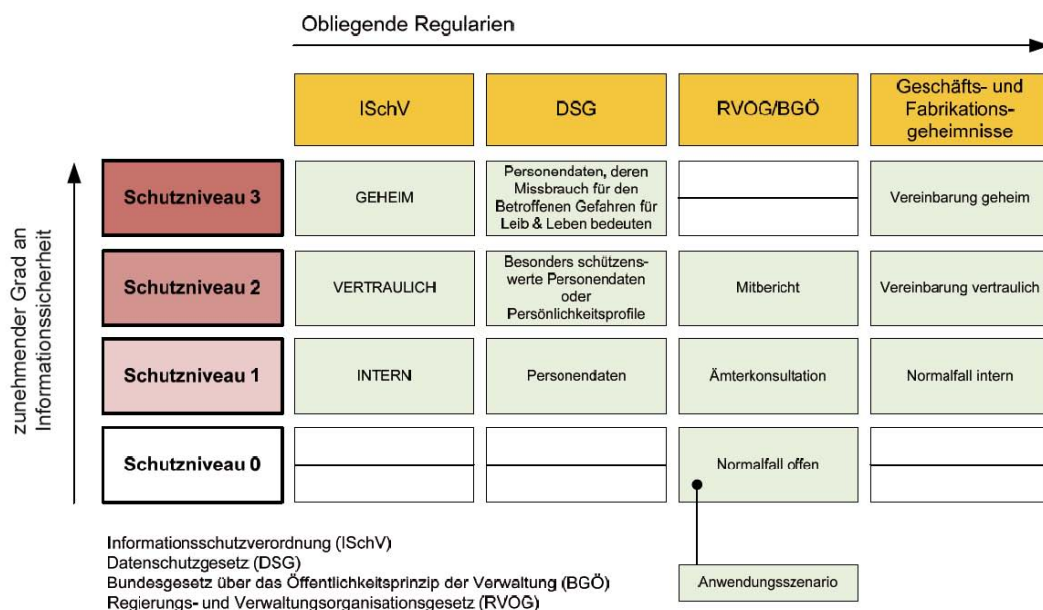 Obliegende Regularien
ISchV
DSG
RVOG/BGÖ
Geschäfts- und
Fabrikations-
geheimnisse
zunehmender Grad an
Informationssicherheit
Schutzniveau 3
GEHEIM
Personendaten, deren
Missbrauch für den
Betroffenen Gefahren für
Leib & Leben bedeuten
Vereinbarung geheim
Schutzniveau 2
VERTRAULICH
Besonders schützens-
werte Personendaten
oder
Persönlichkeitsprofile
Mitbericht
Vereinbarung vertraulich
Schutzniveau 1
INTERN
Personendaten
Ämterkonsultation
Normalfall intern
Schutzniveau 0
Normalfall offen
Informationsschutzverordnung (ISchV)
Datenschutzgesetz (DSG)
Bundesgesetz über das Öffentlichkeitsprinzip der Verwaltung (BGÖ)
Regierungs- und Verwaltungsorganisationsgesetz (RVOG)
Anwendungsszenario